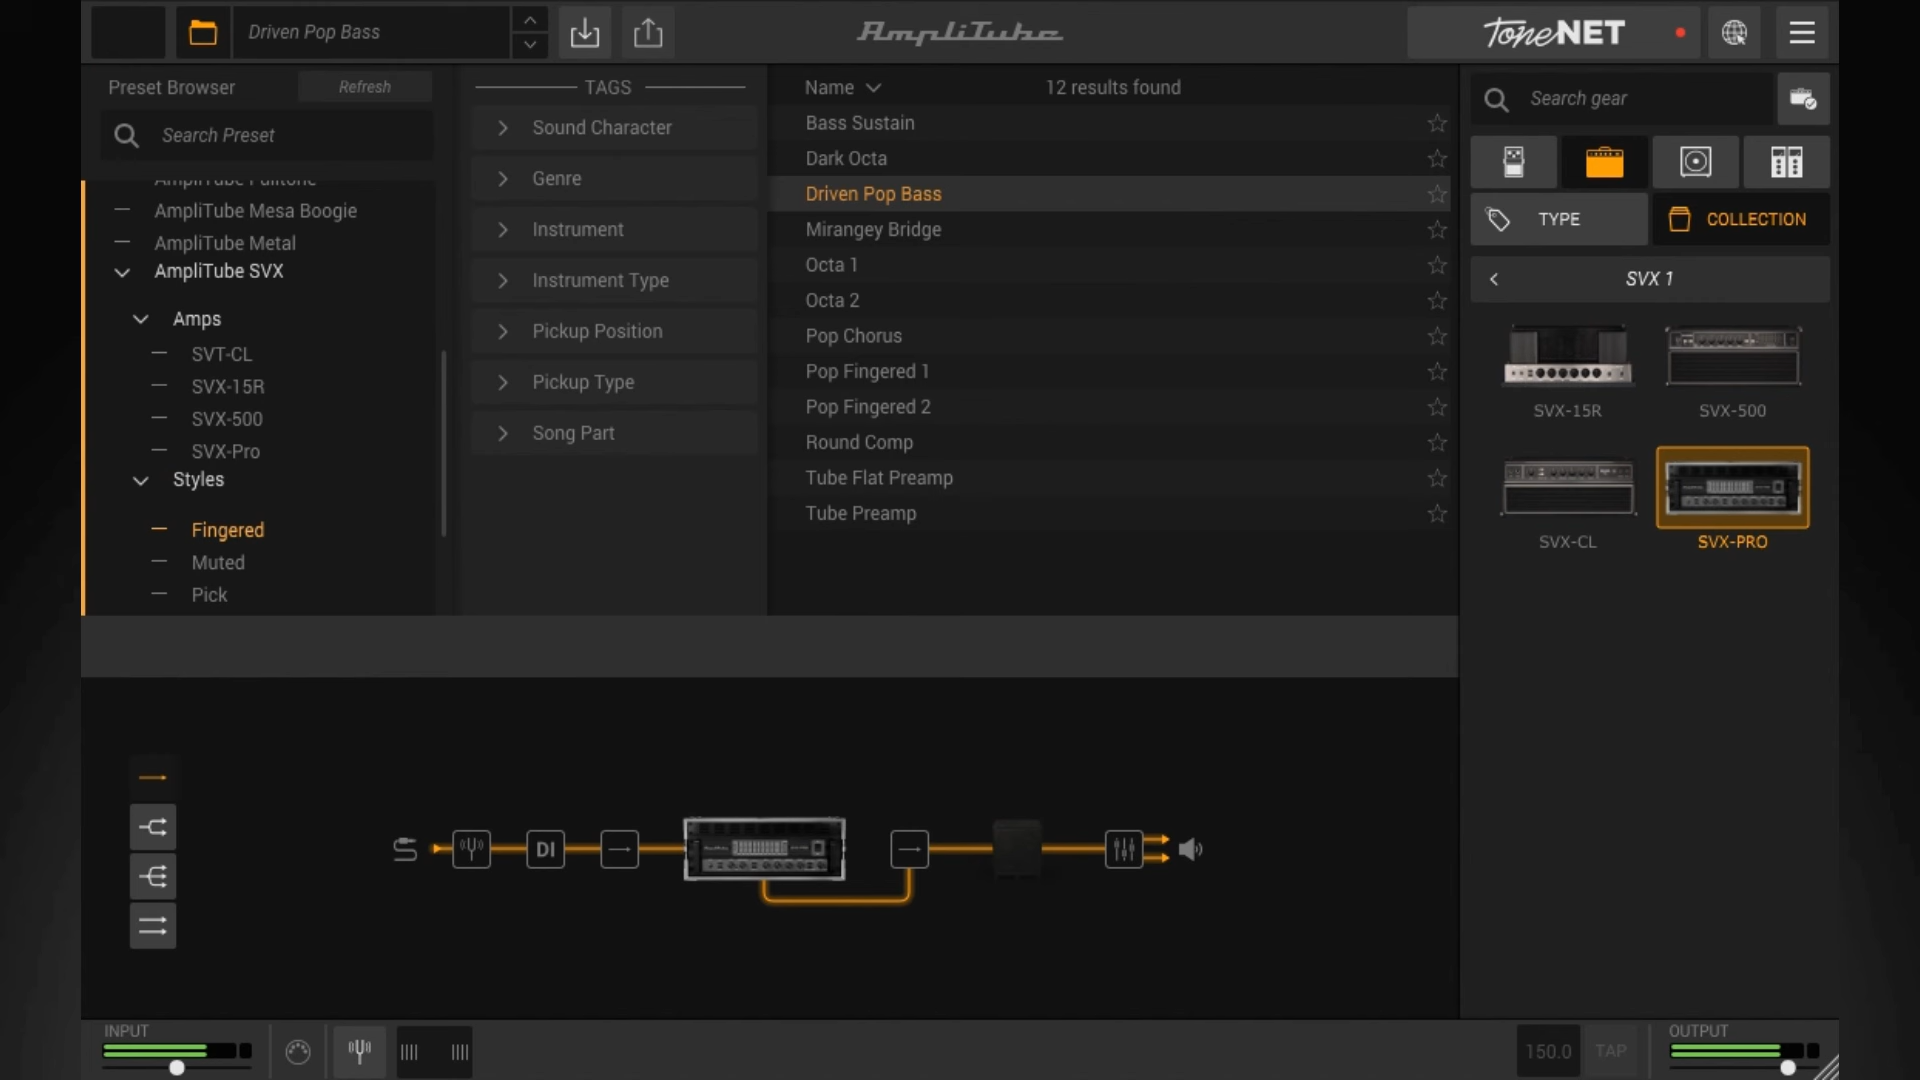 Driven Pop Bass
AmpliTube
ToneNET
Preset Browser
Refresh
Search Preset
AmpliTube Fulltone
AmpliTube Mesa Boogie
AmpliTube Metal
AmpliTube SVX
Amps
SVT-CL
SVX-15R
SVX-500
SVX-Pro
Styles
Fingered
Muted
Pick
TAGS
Sound Character
Genre
Instrument
Instrument Type
Pickup Position
Pickup Type
Song Part
Name
12 results found
Bass Sustain
Dark Octa
Driven Pop Bass
Mirangey Bridge
Octa 1
Octa 2
Pop Chorus
Pop Fingered 1
Pop Fingered 2
Round Comp
Tube Flat Preamp
Tube Preamp
Search gear
TYPE
COLLECTION
SVX 1
SVX-15R
SVX-500
SVX-CL
SVX-PRO
DI
INPUT
150.0
TAP
OUTPUT